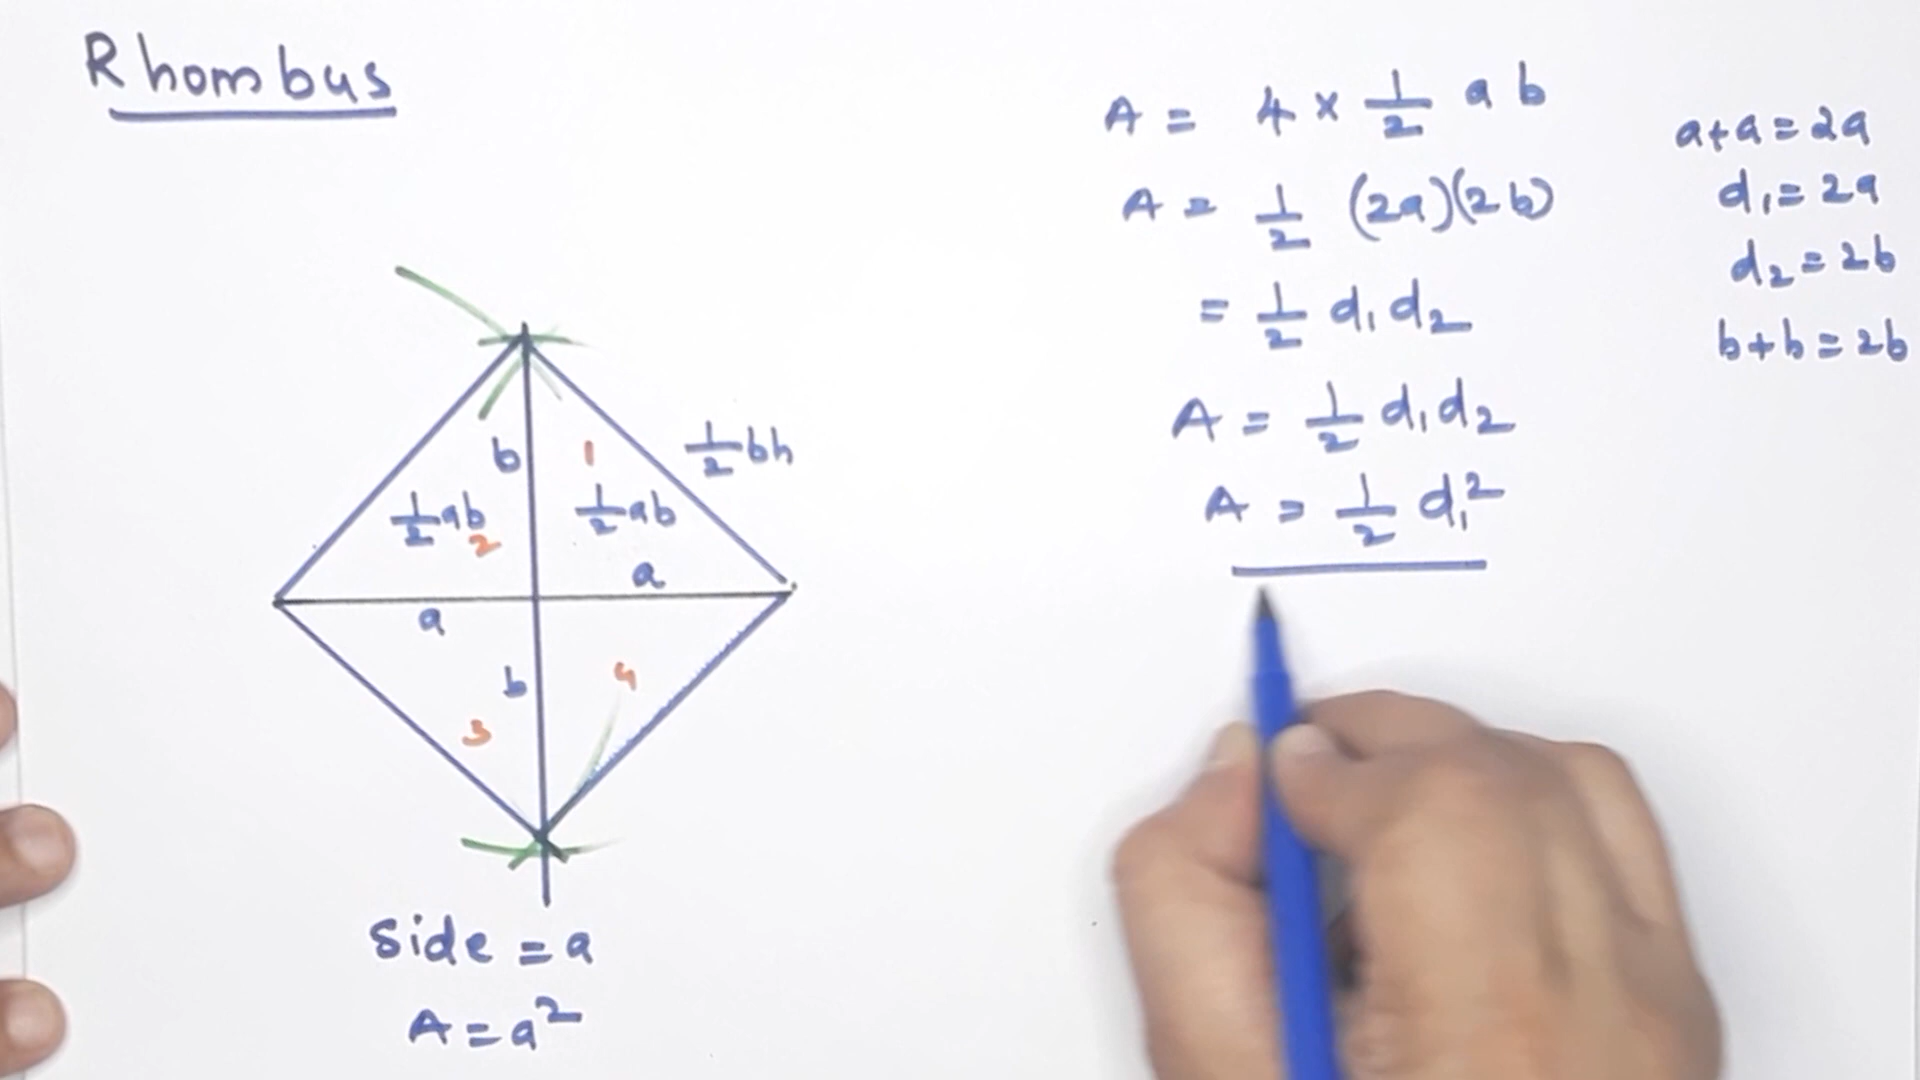 Rhombus
A = 4 × 1/2 a b
A = 1/2 (2a)(2b)
= 1/2 d₁ d₂
A = 1/2 d₁ d₂
A = 1/2 d₁²
a+a=2a
d₁=2a
d₂=2b
b+b=2b
1/2 bh
b 1
1/2 ab 1/2 ab
2
a
a
b 4
3
Side = a
A = a²